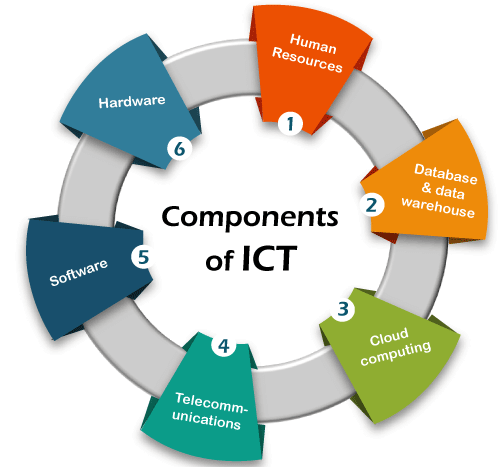 Components
of ICT
Human
Resources
1
Database
& data
warehouse
2
3
Cloud
computing
4
Telecomm-
unications
5
Software
Hardware
6